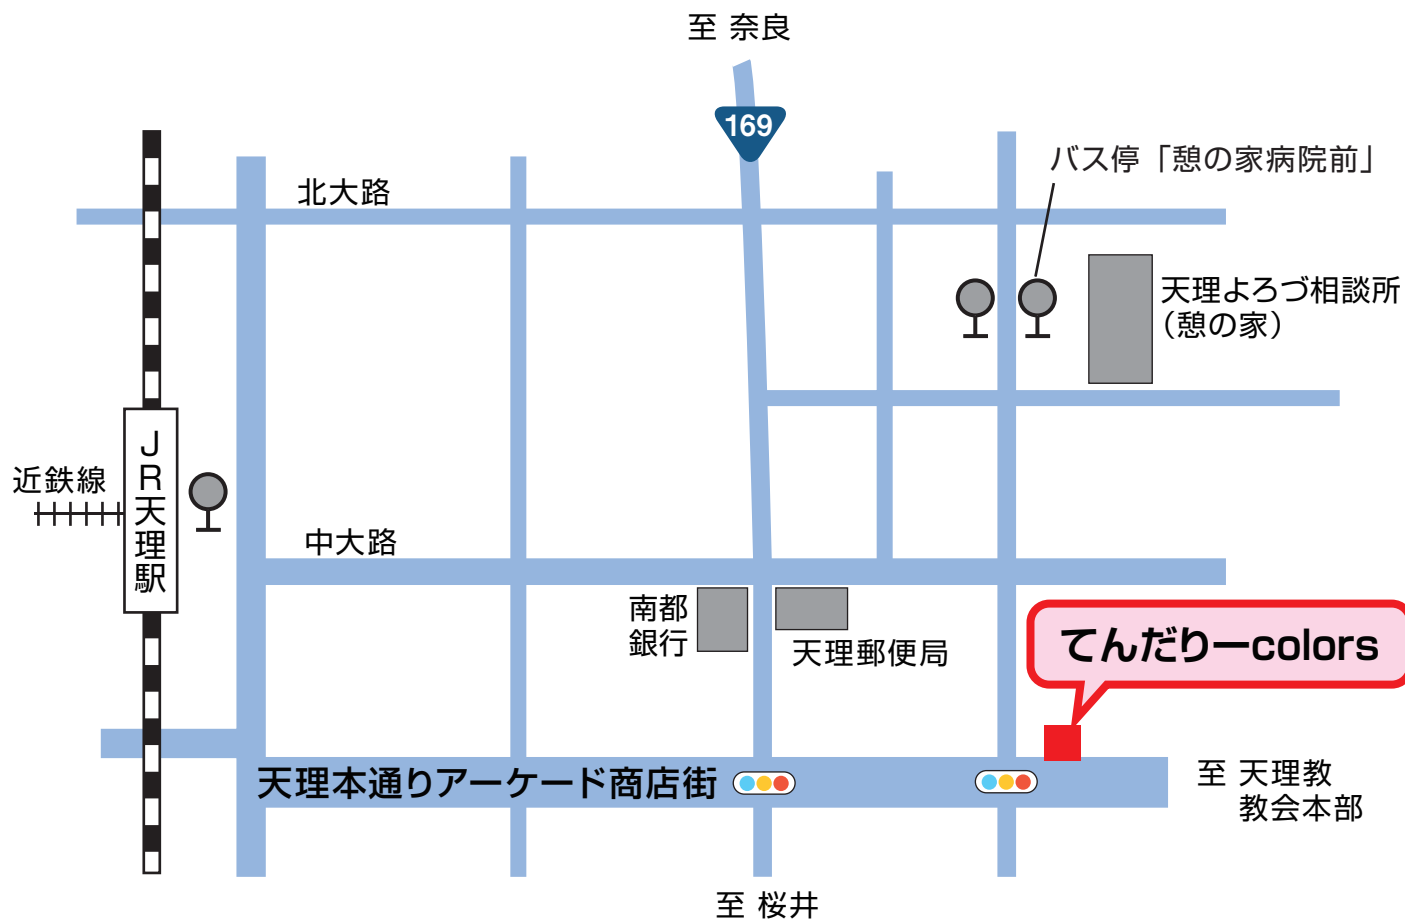 至 奈良
169
バス停「憩の家病院前」
北大路
天理よろづ相談所
（憩の家）
JR天理駅
近鉄線
中大路
南都
銀行
天理郵便局
てんだりーcolors
天理本通りアーケード商店街
至 天理教
教会本部
至 桜井